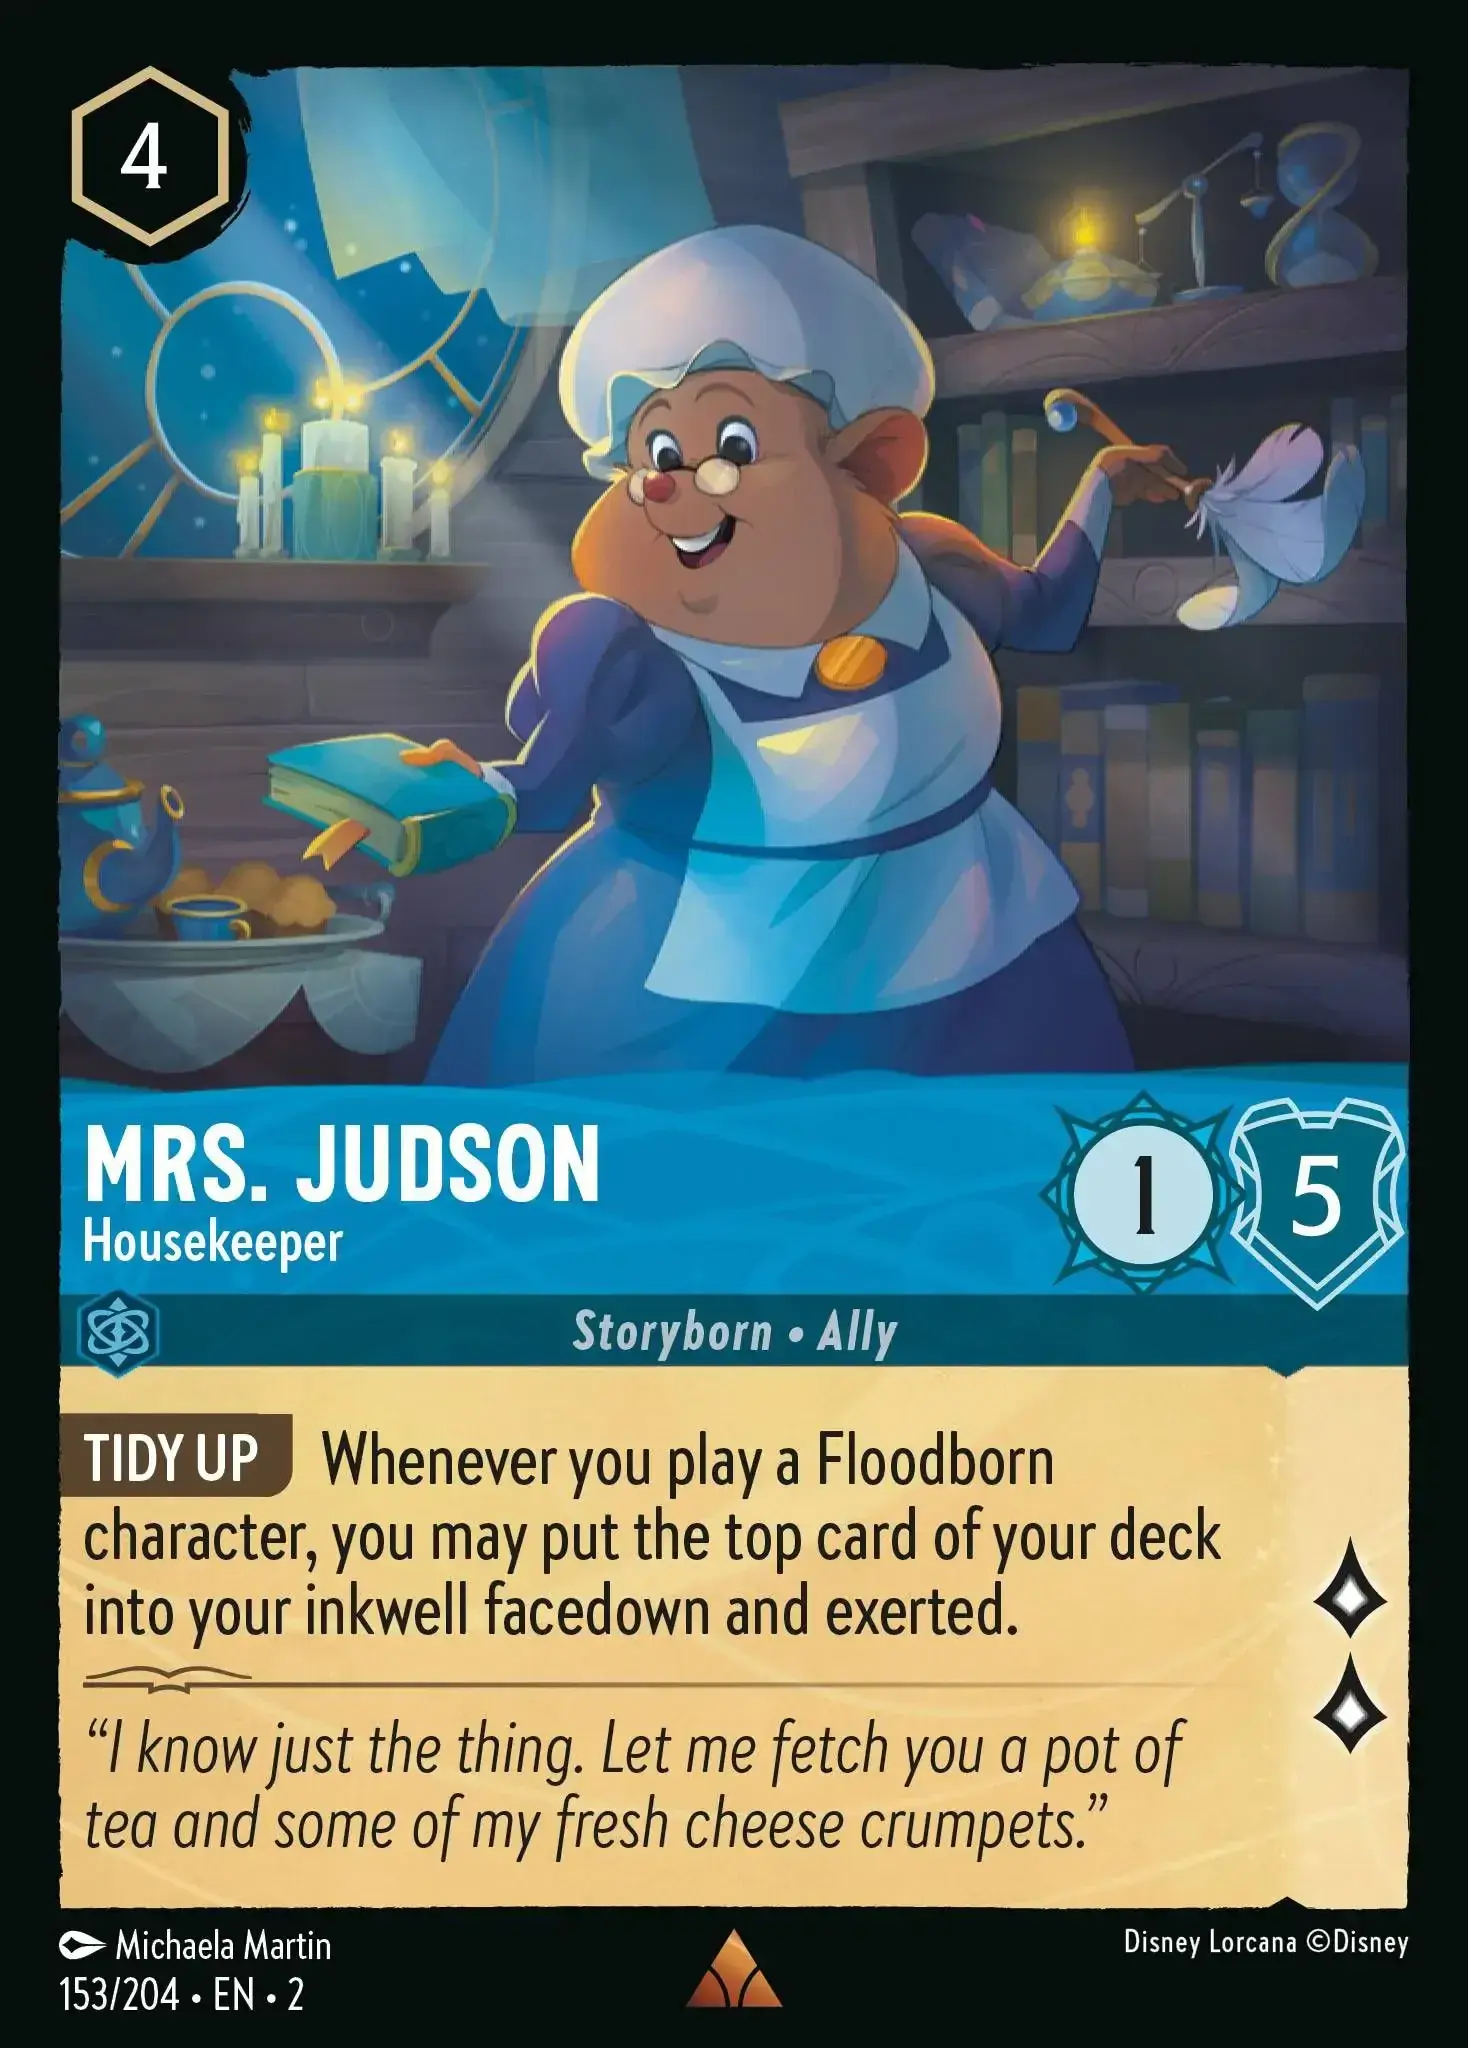 4
MRS. JUDSON
Housekeeper
1
5
Storyborn • Ally
TIDY UP Whenever you play a Floodborn
character, you may put the top card of your deck
into your inkwell facedown and exerted.
“I know just the thing. Let me fetch you a pot of
tea and some of my fresh cheese crumpets.”
Michaela Martin
153/204 • EN • 2
Disney Lorcana ©Disney